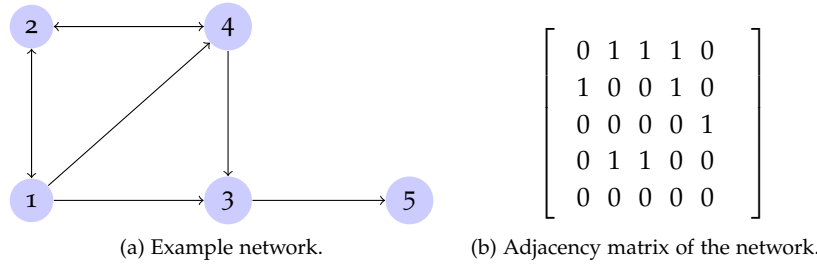 2 4
1 3 5
(a) Example network.
0 1 1 1 0
1 0 0 1 0
0 0 0 0 1
0 1 1 0 0
0 0 0 0 0
(b) Adjacency matrix of the network.